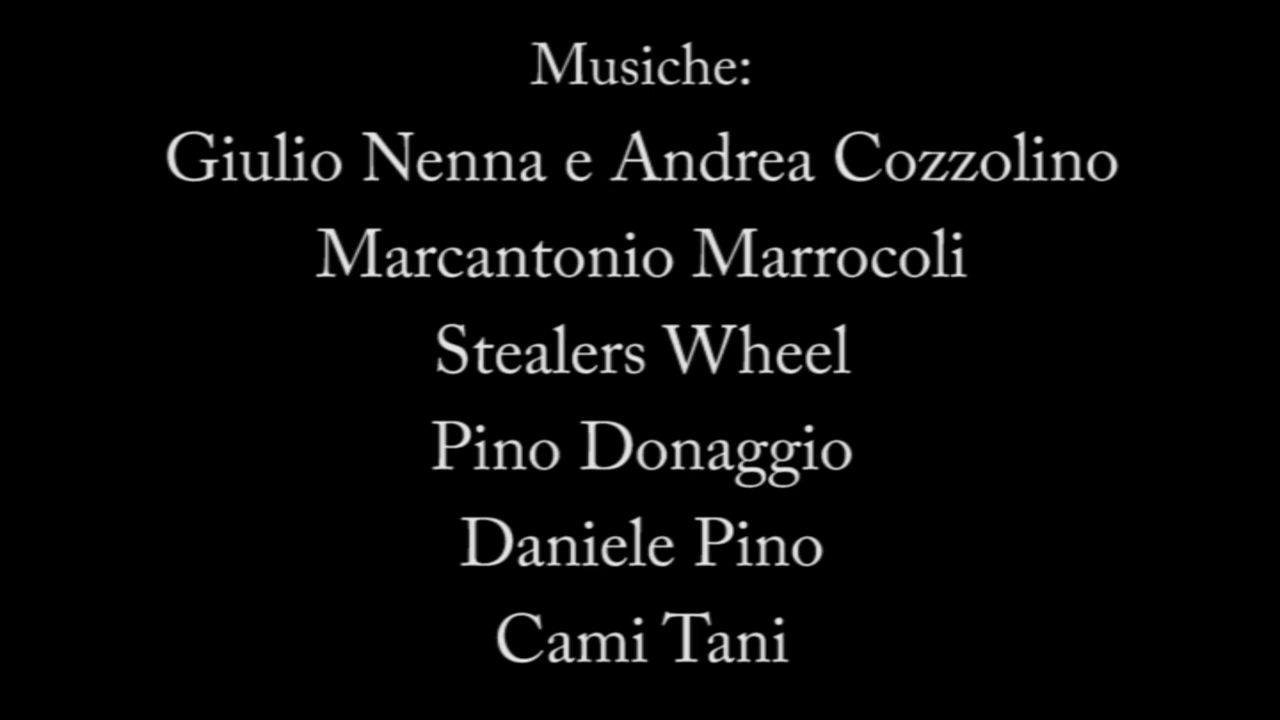 Musiche:
Giulio Nenna e Andrea Cozzolino
Marcantonio Marrocoli
Stealers Wheel
Pino Donaggio
Daniele Pino
Cami Tani